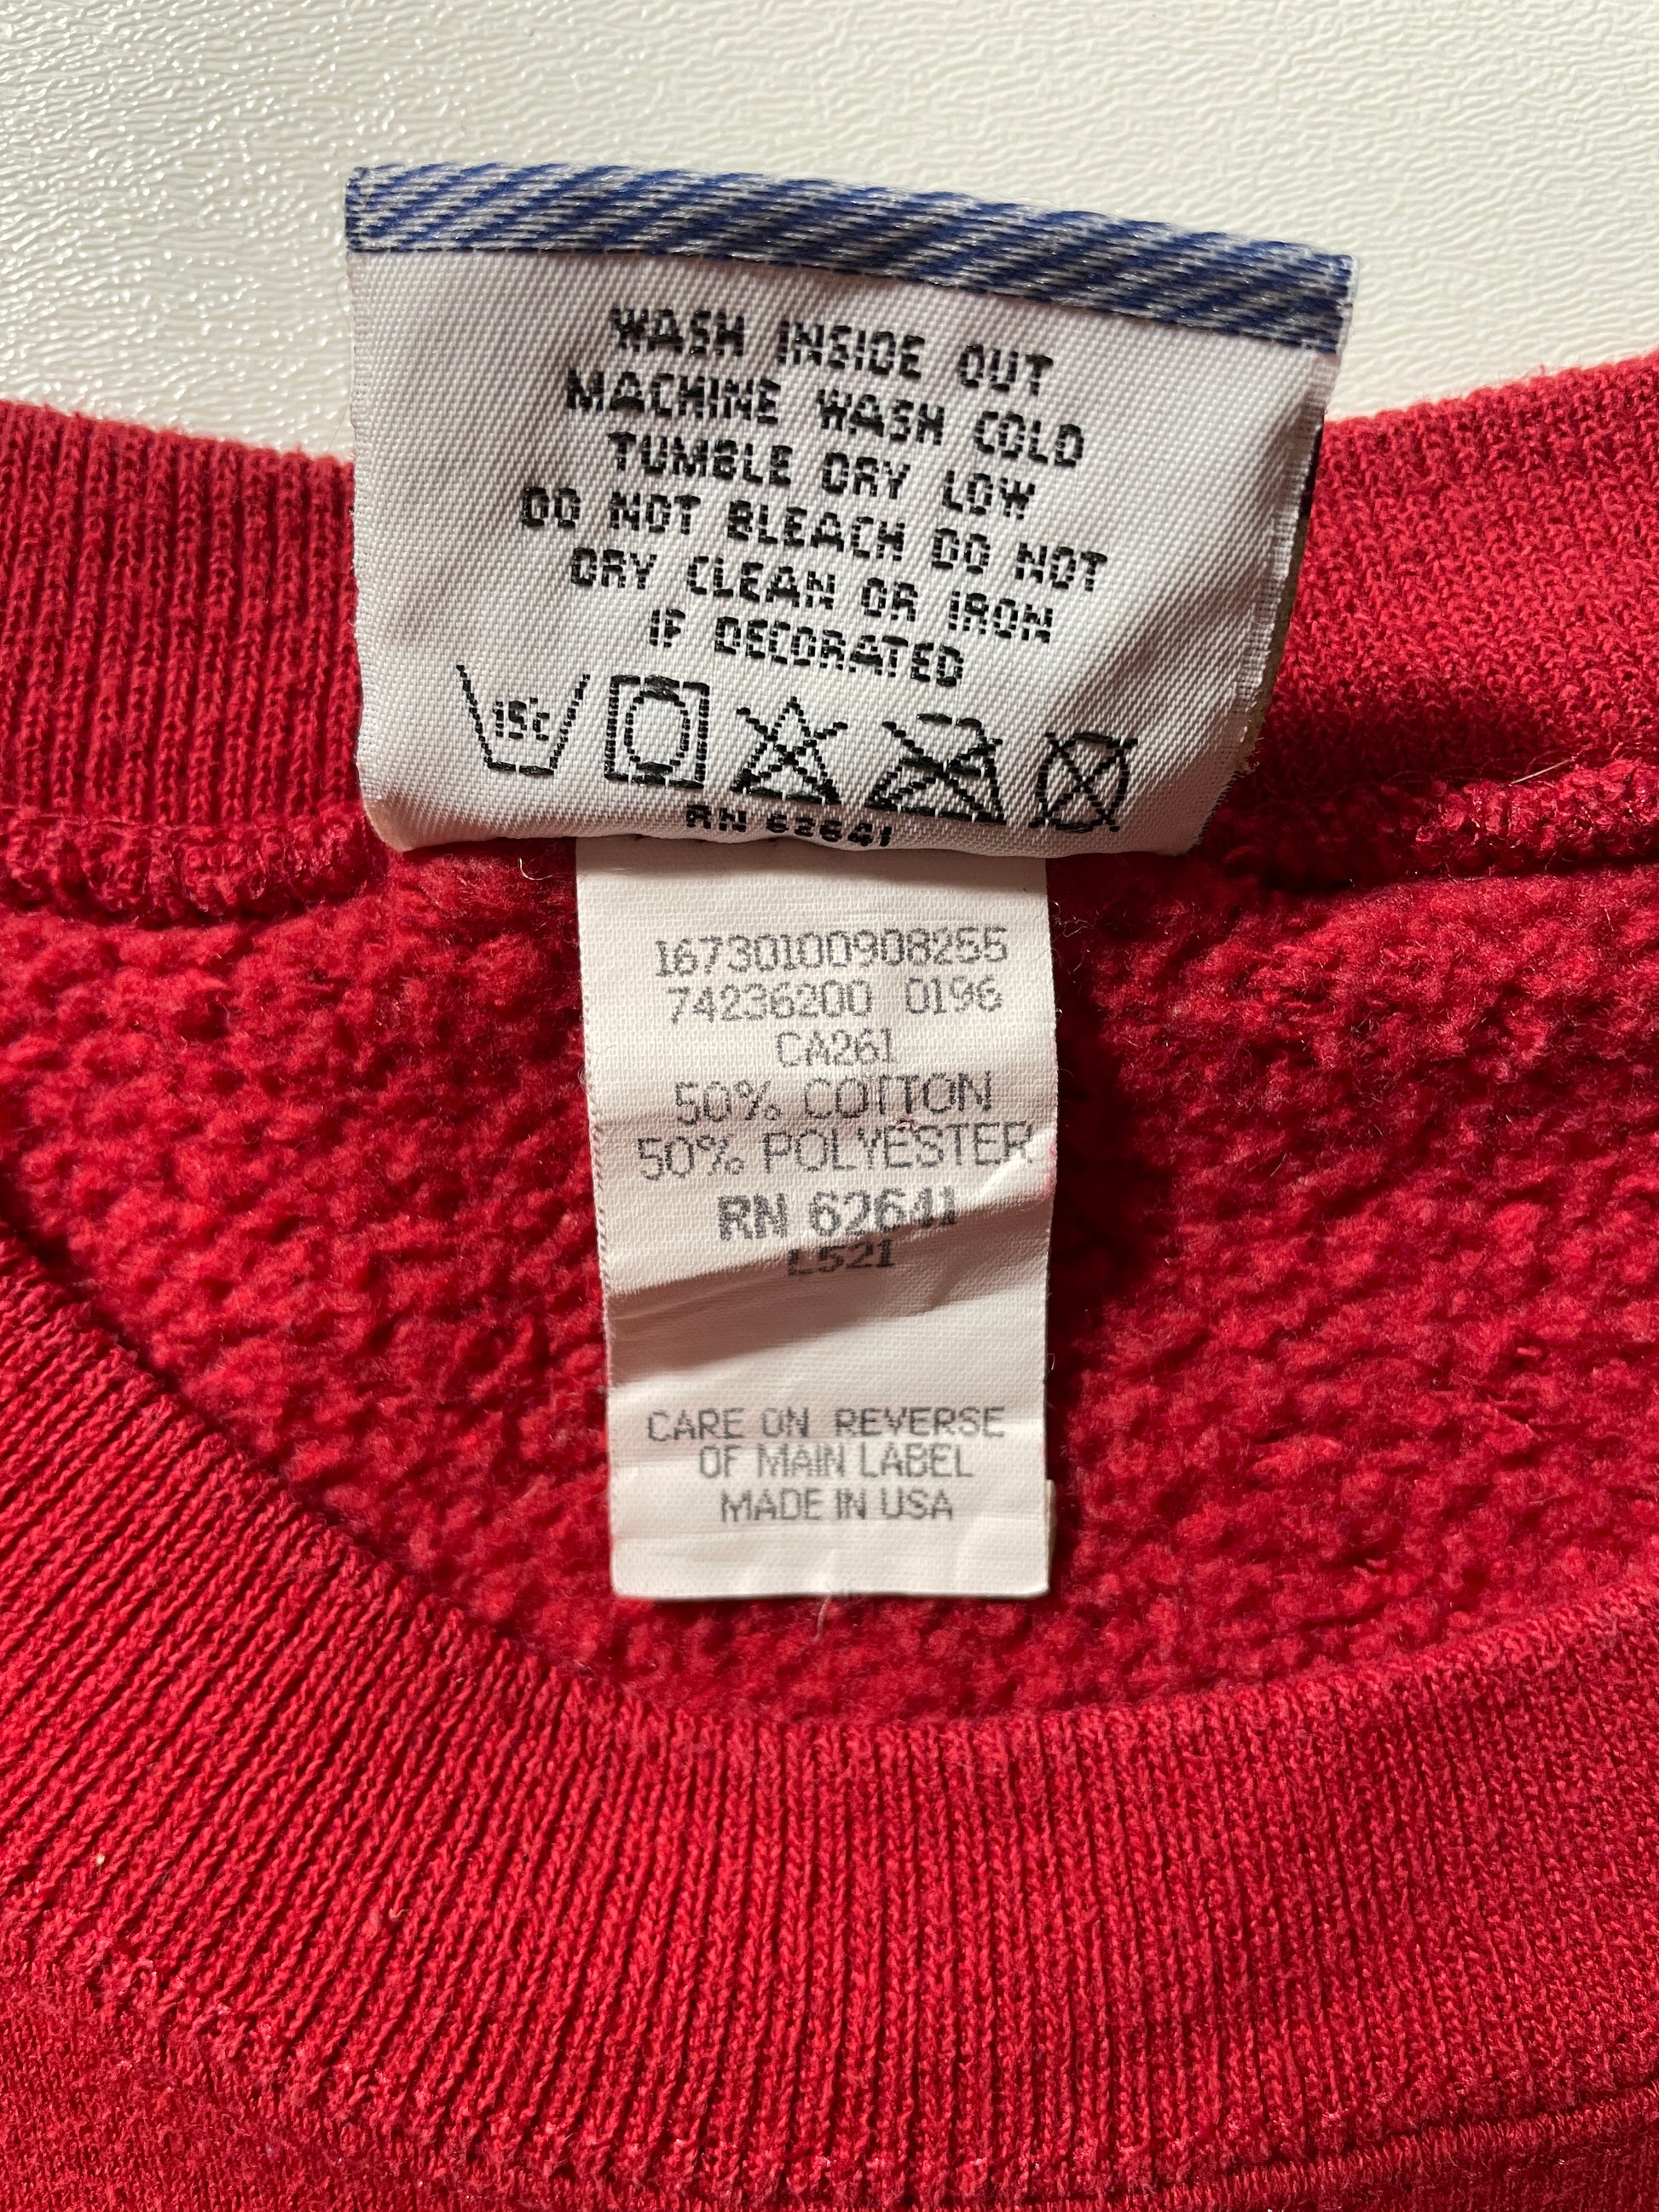 WASH INSIDE OUT
MACHINE WASH COLD
TUMBLE DRY LOW
DO NOT BLEACH DO NOT
DRY CLEAN OR IRON
IF DECORATED
15c
RN 62641
16730100908255
74236200 0196
CA261
50% COTTON
50% POLYESTER
RN 62641
L521
CARE ON REVERSE
OF MAIN LABEL
MADE IN USA